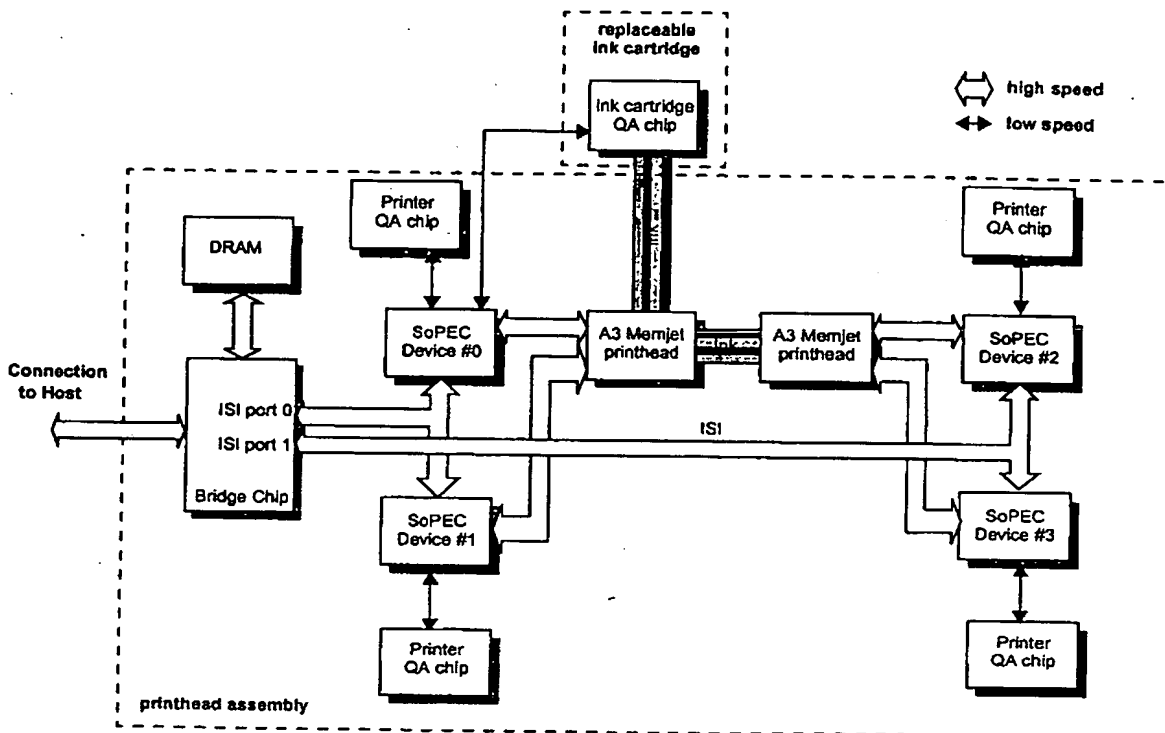 replaceable
ink cartridge
Ink cartridge
QA chip
high speed
low speed
Printer
QA chip
Printer
QA chip
DRAM
Ink
SoPEC
Device #0
A3 Memjet
printhead
Ink
A3 Memjet
printhead
SoPEC
Device #2
Connection
to Host
ISI port 0
ISI port 1
ISI
Bridge Chip
SoPEC
Device #1
SoPEC
Device #3
Printer
QA chip
Printer
QA chip
printhead assembly